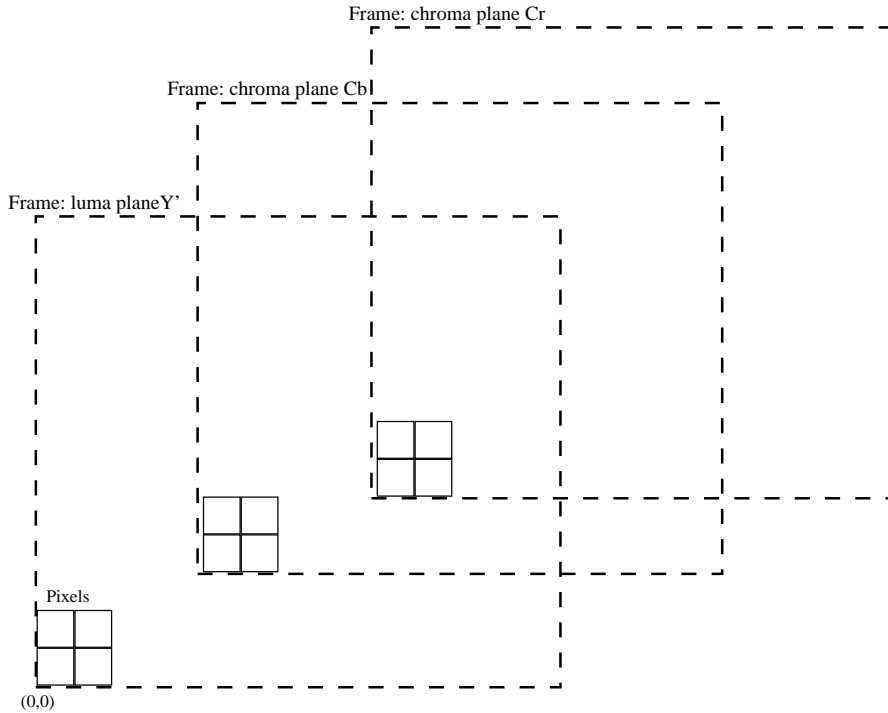 Frame: chroma plane Cr
Frame: chroma plane Cb
Frame: luma planeY’
Pixels
(0,0)